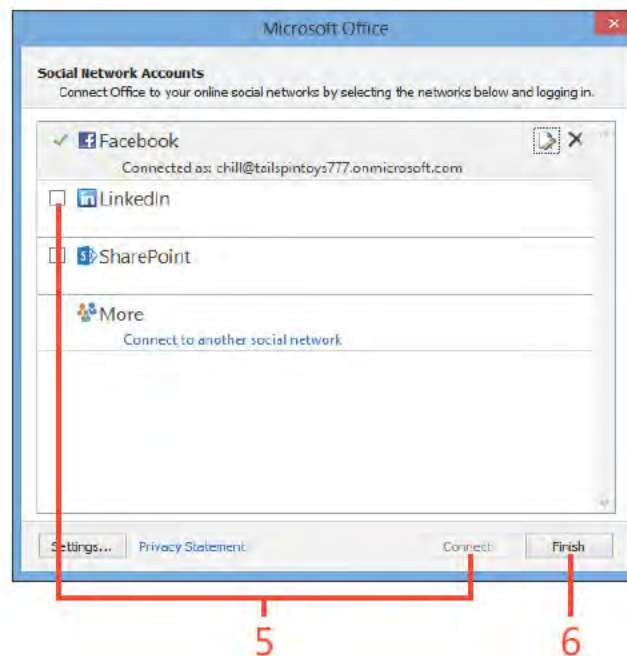 Microsoft Office
Social Network Accounts
Connect Office to your online social networks by selecting the networks below and logging in.
Facebook
Connected as: chill@tailspintoys777.onmicrosoft.com
LinkedIn
SharePoint
More
Connect to another social network
Settings... Privacy Statement Connect Finish
5 6